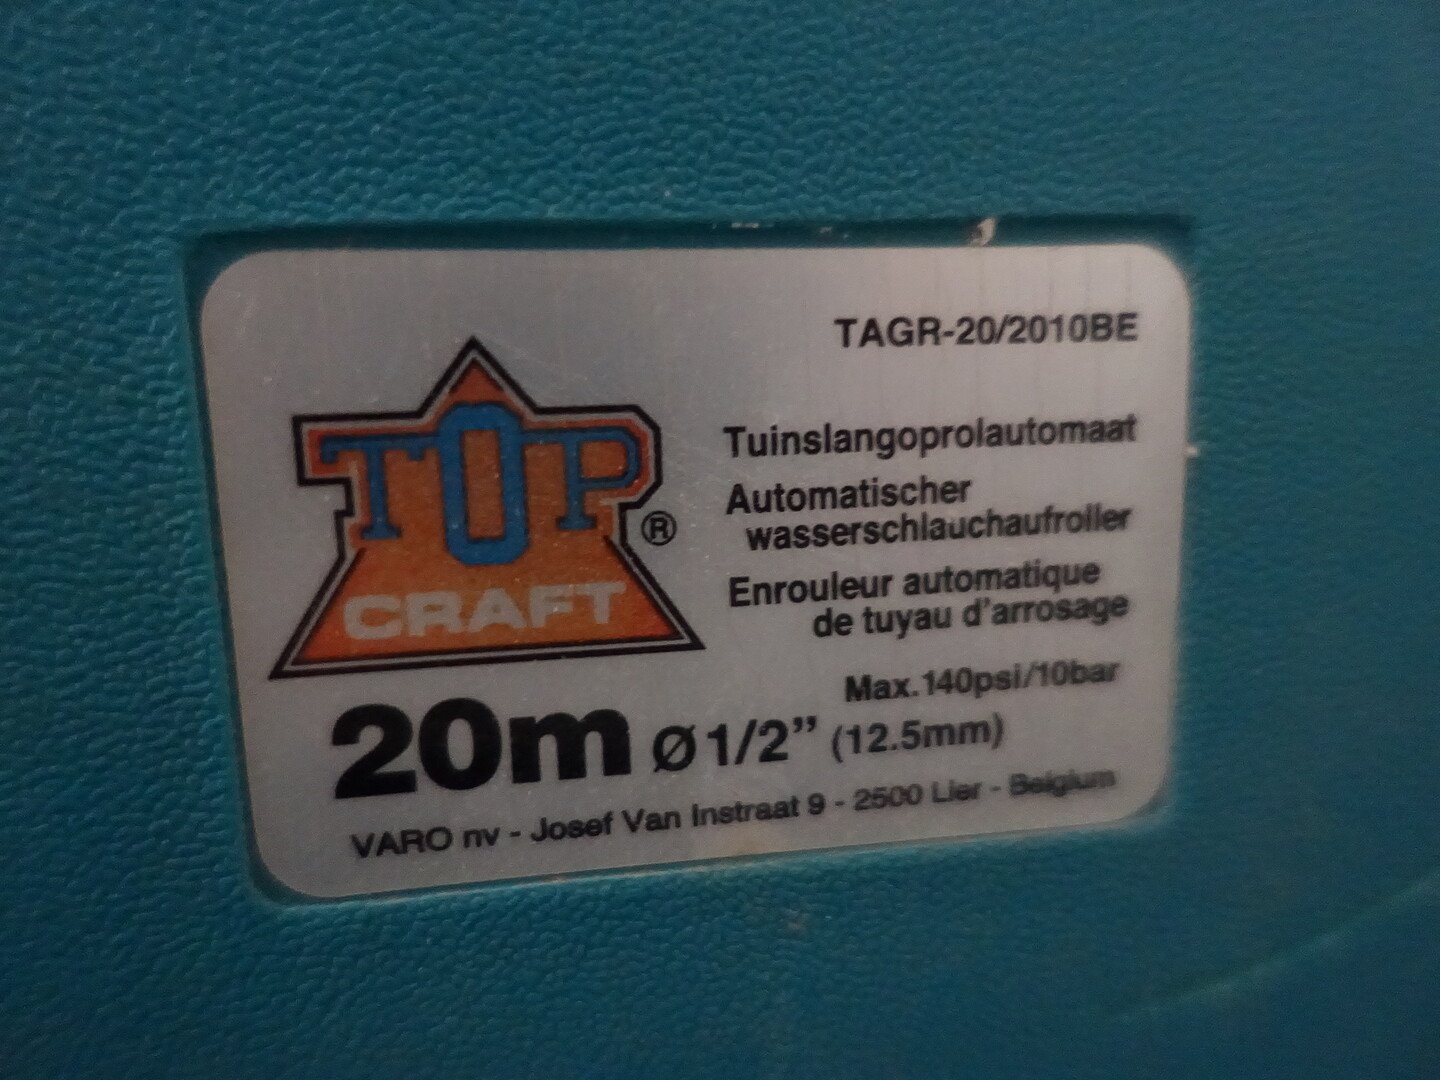 TAGR-20/2010BE
TOP
CRAFT
®
Tuinslangoprolautomaat
Automatischer
wasserschlauchaufroller
Enrouleur automatique
de tuyau d'arrosage
Max.140psi/10bar
20m ø1/2” (12.5mm)
VARO nv - Josef Van Instraat 9 - 2500 Lier - Belgium